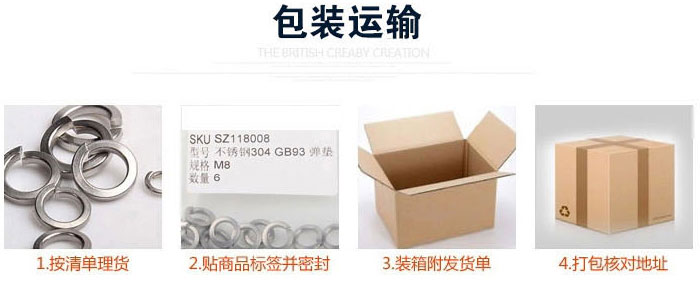 包装运输
THE BRITISH CREABY CREATION
SKU SZ118008
型号 不锈钢304 GB93 弹垫
规格 M8
数量 6
1.按清单理货
2.贴商品标签并密封
3.装箱附发货单
4.打包核对地址